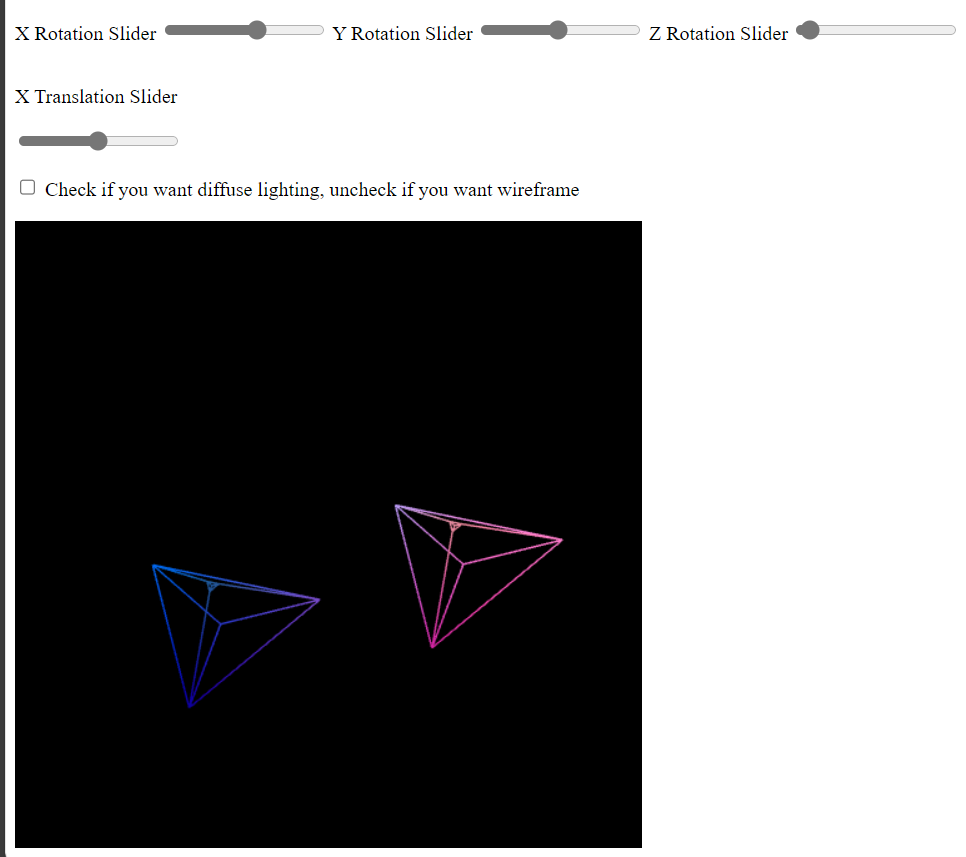 X Rotation Slider Y Rotation Slider Z Rotation Slider
X Translation Slider
Check if you want diffuse lighting, uncheck if you want wireframe